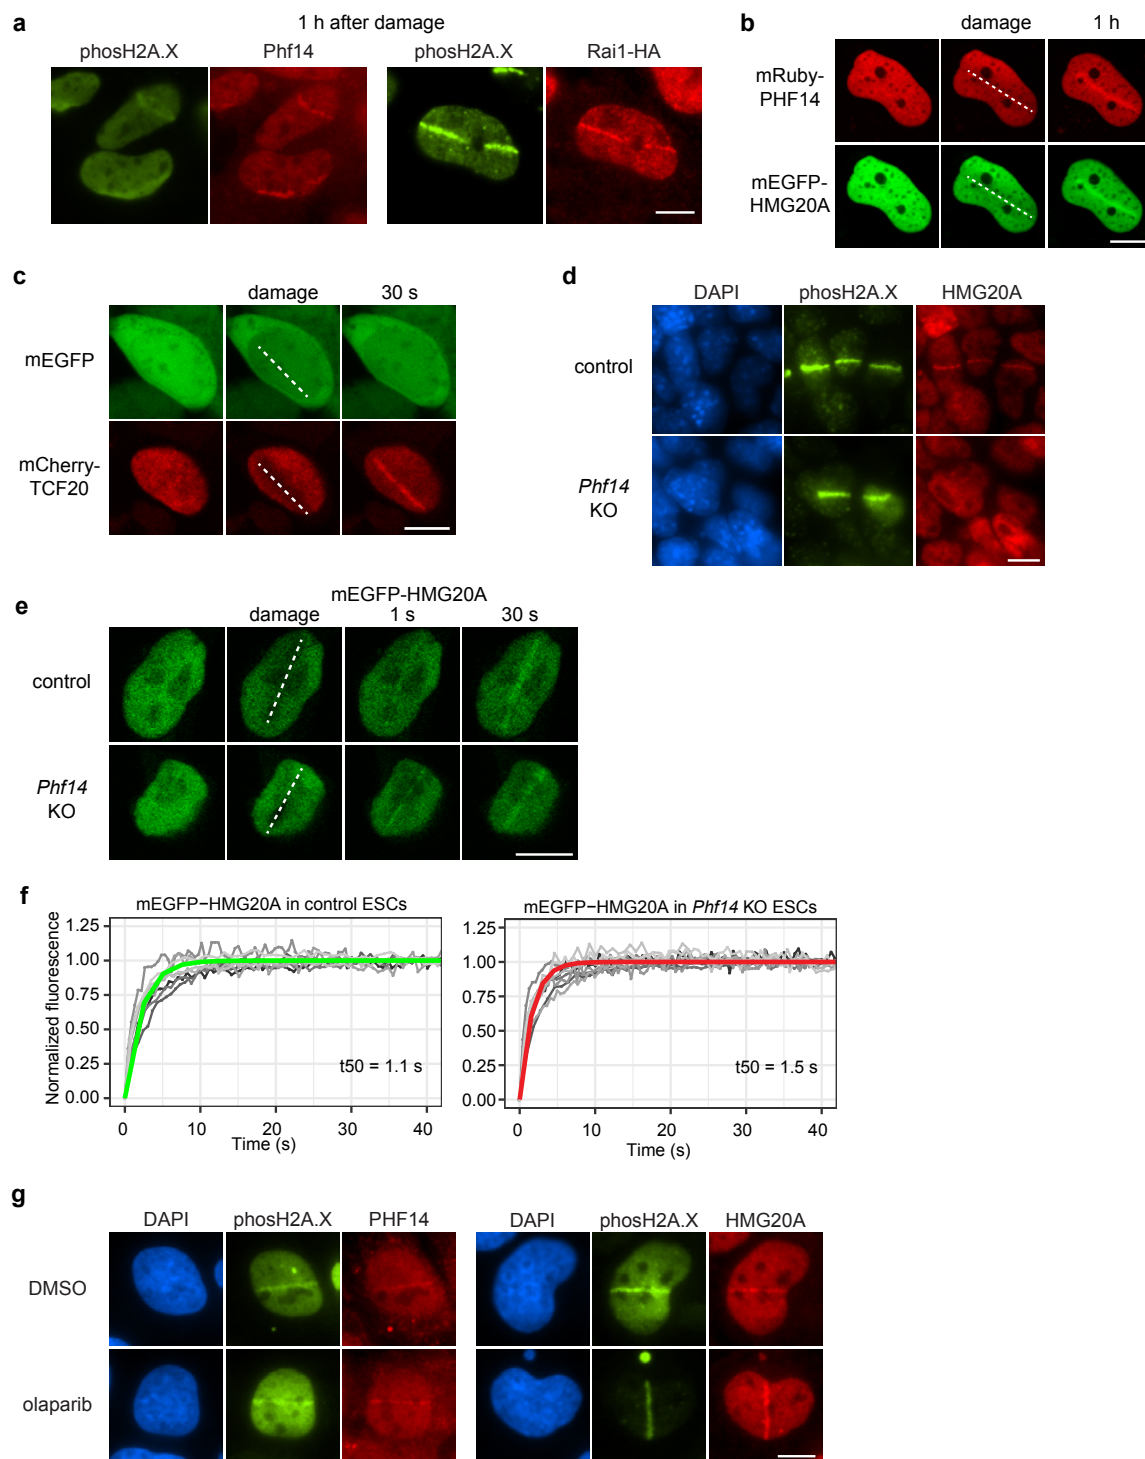 a
1 h after damage
phosH2A.X
Phf14
phosH2A.X
Rai1-HA
b
damage
1 h
mRuby-
PHF14
mEGFP-
HMG20A
c
damage
30 s
mEGFP
mCherry-
TCF20
d
DAPI
phosH2A.X
HMG20A
control
Phf14
KO
e
mEGFP-HMG20A
damage
1 s
30 s
control
Phf14
KO
f
mEGFP−HMG20A in control ESCs
Normalized fluorescence
1.25
1.00
0.75
0.50
0.25
0.00
t50 = 1.1 s
0 10 20 30 40
Time (s)
mEGFP−HMG20A in Phf14 KO ESCs
1.25
1.00
0.75
0.50
0.25
0.00
t50 = 1.5 s
0 10 20 30 40
Time (s)
g
DAPI
phosH2A.X
PHF14
DAPI
phosH2A.X
HMG20A
DMSO
olaparib